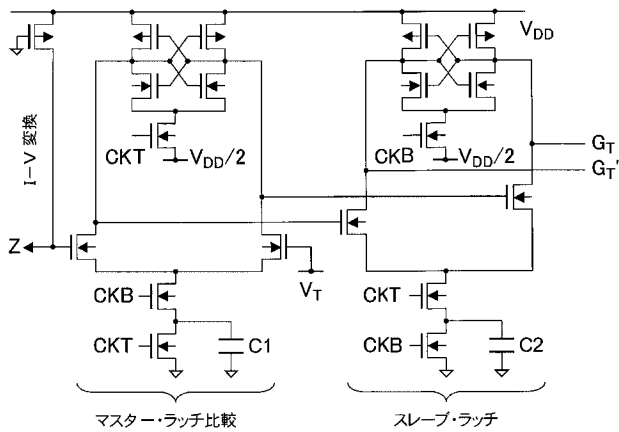 V_DD
I−V 変換
CKT
V_DD/2
CKB
V_DD/2
G_T
G_T'
Z
V_T
CKB
CKT
C1
CKT
CKB
C2
マスター・ラッチ比較
スレーブ・ラッチ